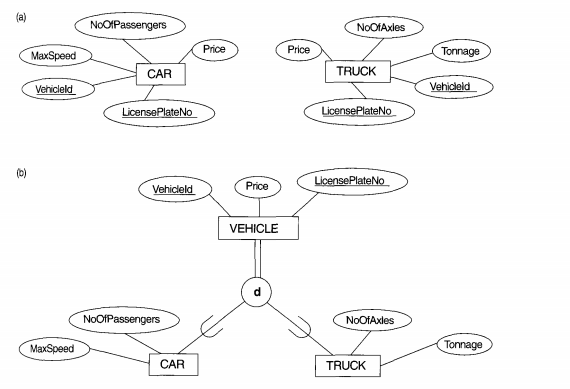 (a)
NoOfPassengers
NoOfAxles
MaxSpeed
Price
Price
Tonnage
CAR
TRUCK
VehicleId
VehicleId
LicensePlateNo
LicensePlateNo
(b)
VehicleId
Price
LicensePlateNo
VEHICLE
d
NoOfPassengers
NoOfAxles
MaxSpeed
Tonnage
CAR
TRUCK